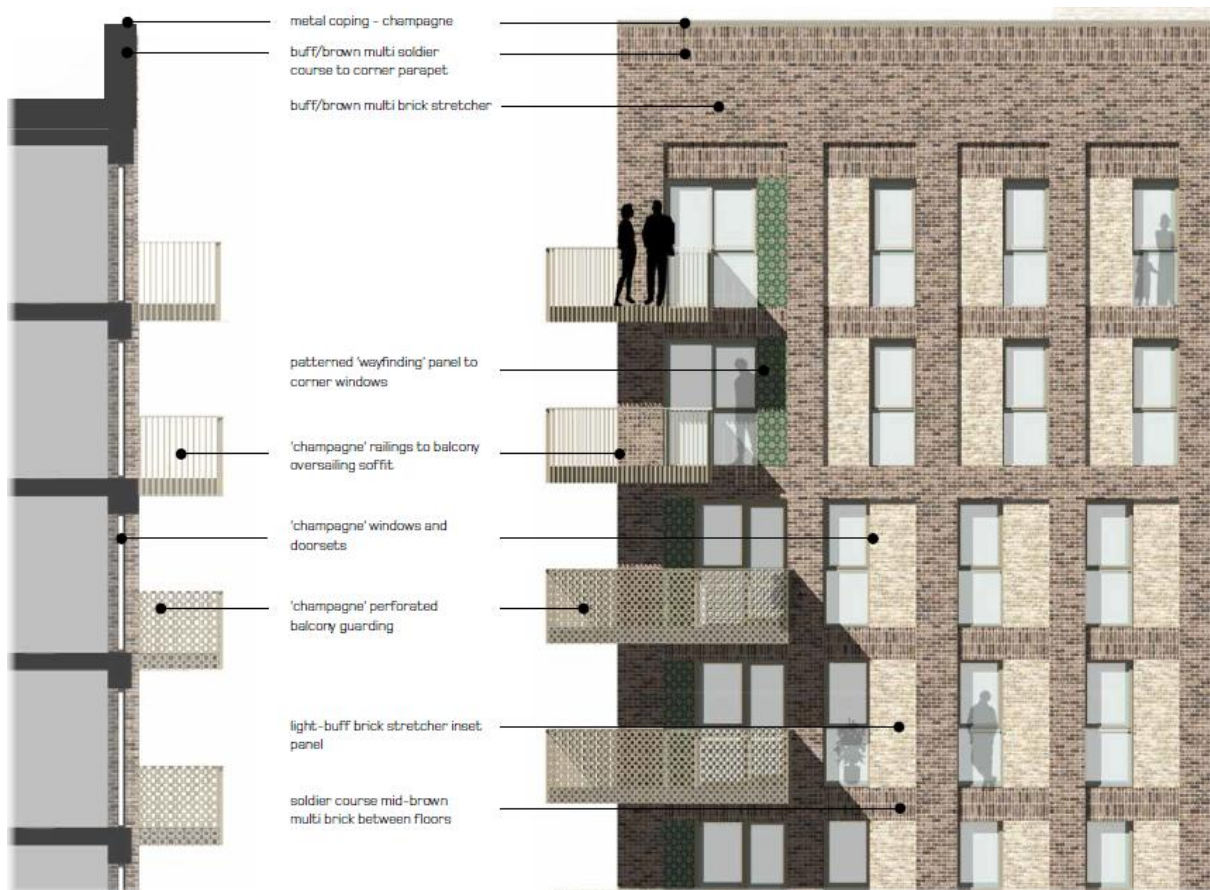 metal coping - champagne
buff/brown multi soldier
course to corner parapet
buff/brown multi brick stretcher
patterned 'wayfinding' panel to
corner windows
'champagne' railings to balcony
oversailing soffit
'champagne' windows and
doorsets
'champagne' perforated
balcony guarding
light-buff brick stretcher inset
panel
soldier course mid-brown
multi brick between floors